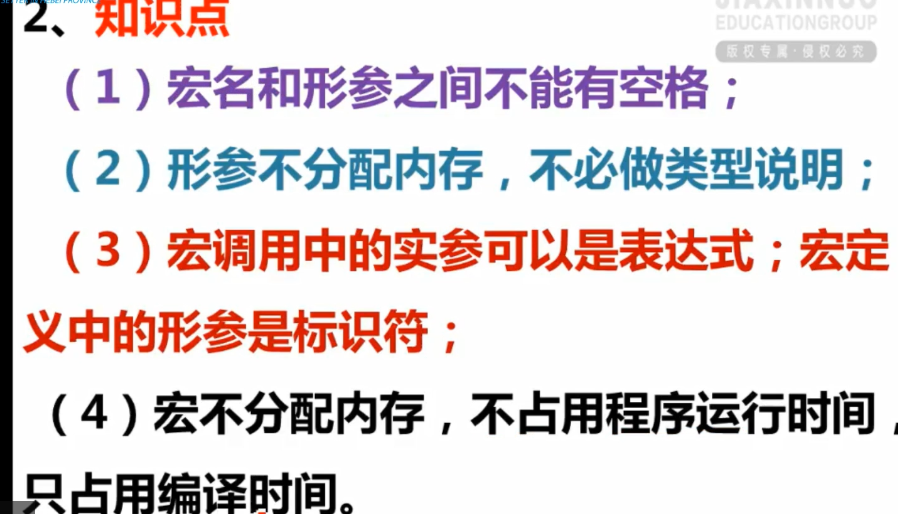 2、知识点
EDUCATIONGROUP
版权专属·侵权必究
（1）宏名和形参之间不能有空格；
（2）形参不分配内存，不必做类型说明；
（3）宏调用中的实参可以是表达式；宏定
义中的形参是标识符；
（4）宏不分配内存，不占用程序运行时间，
只占用编译时间。